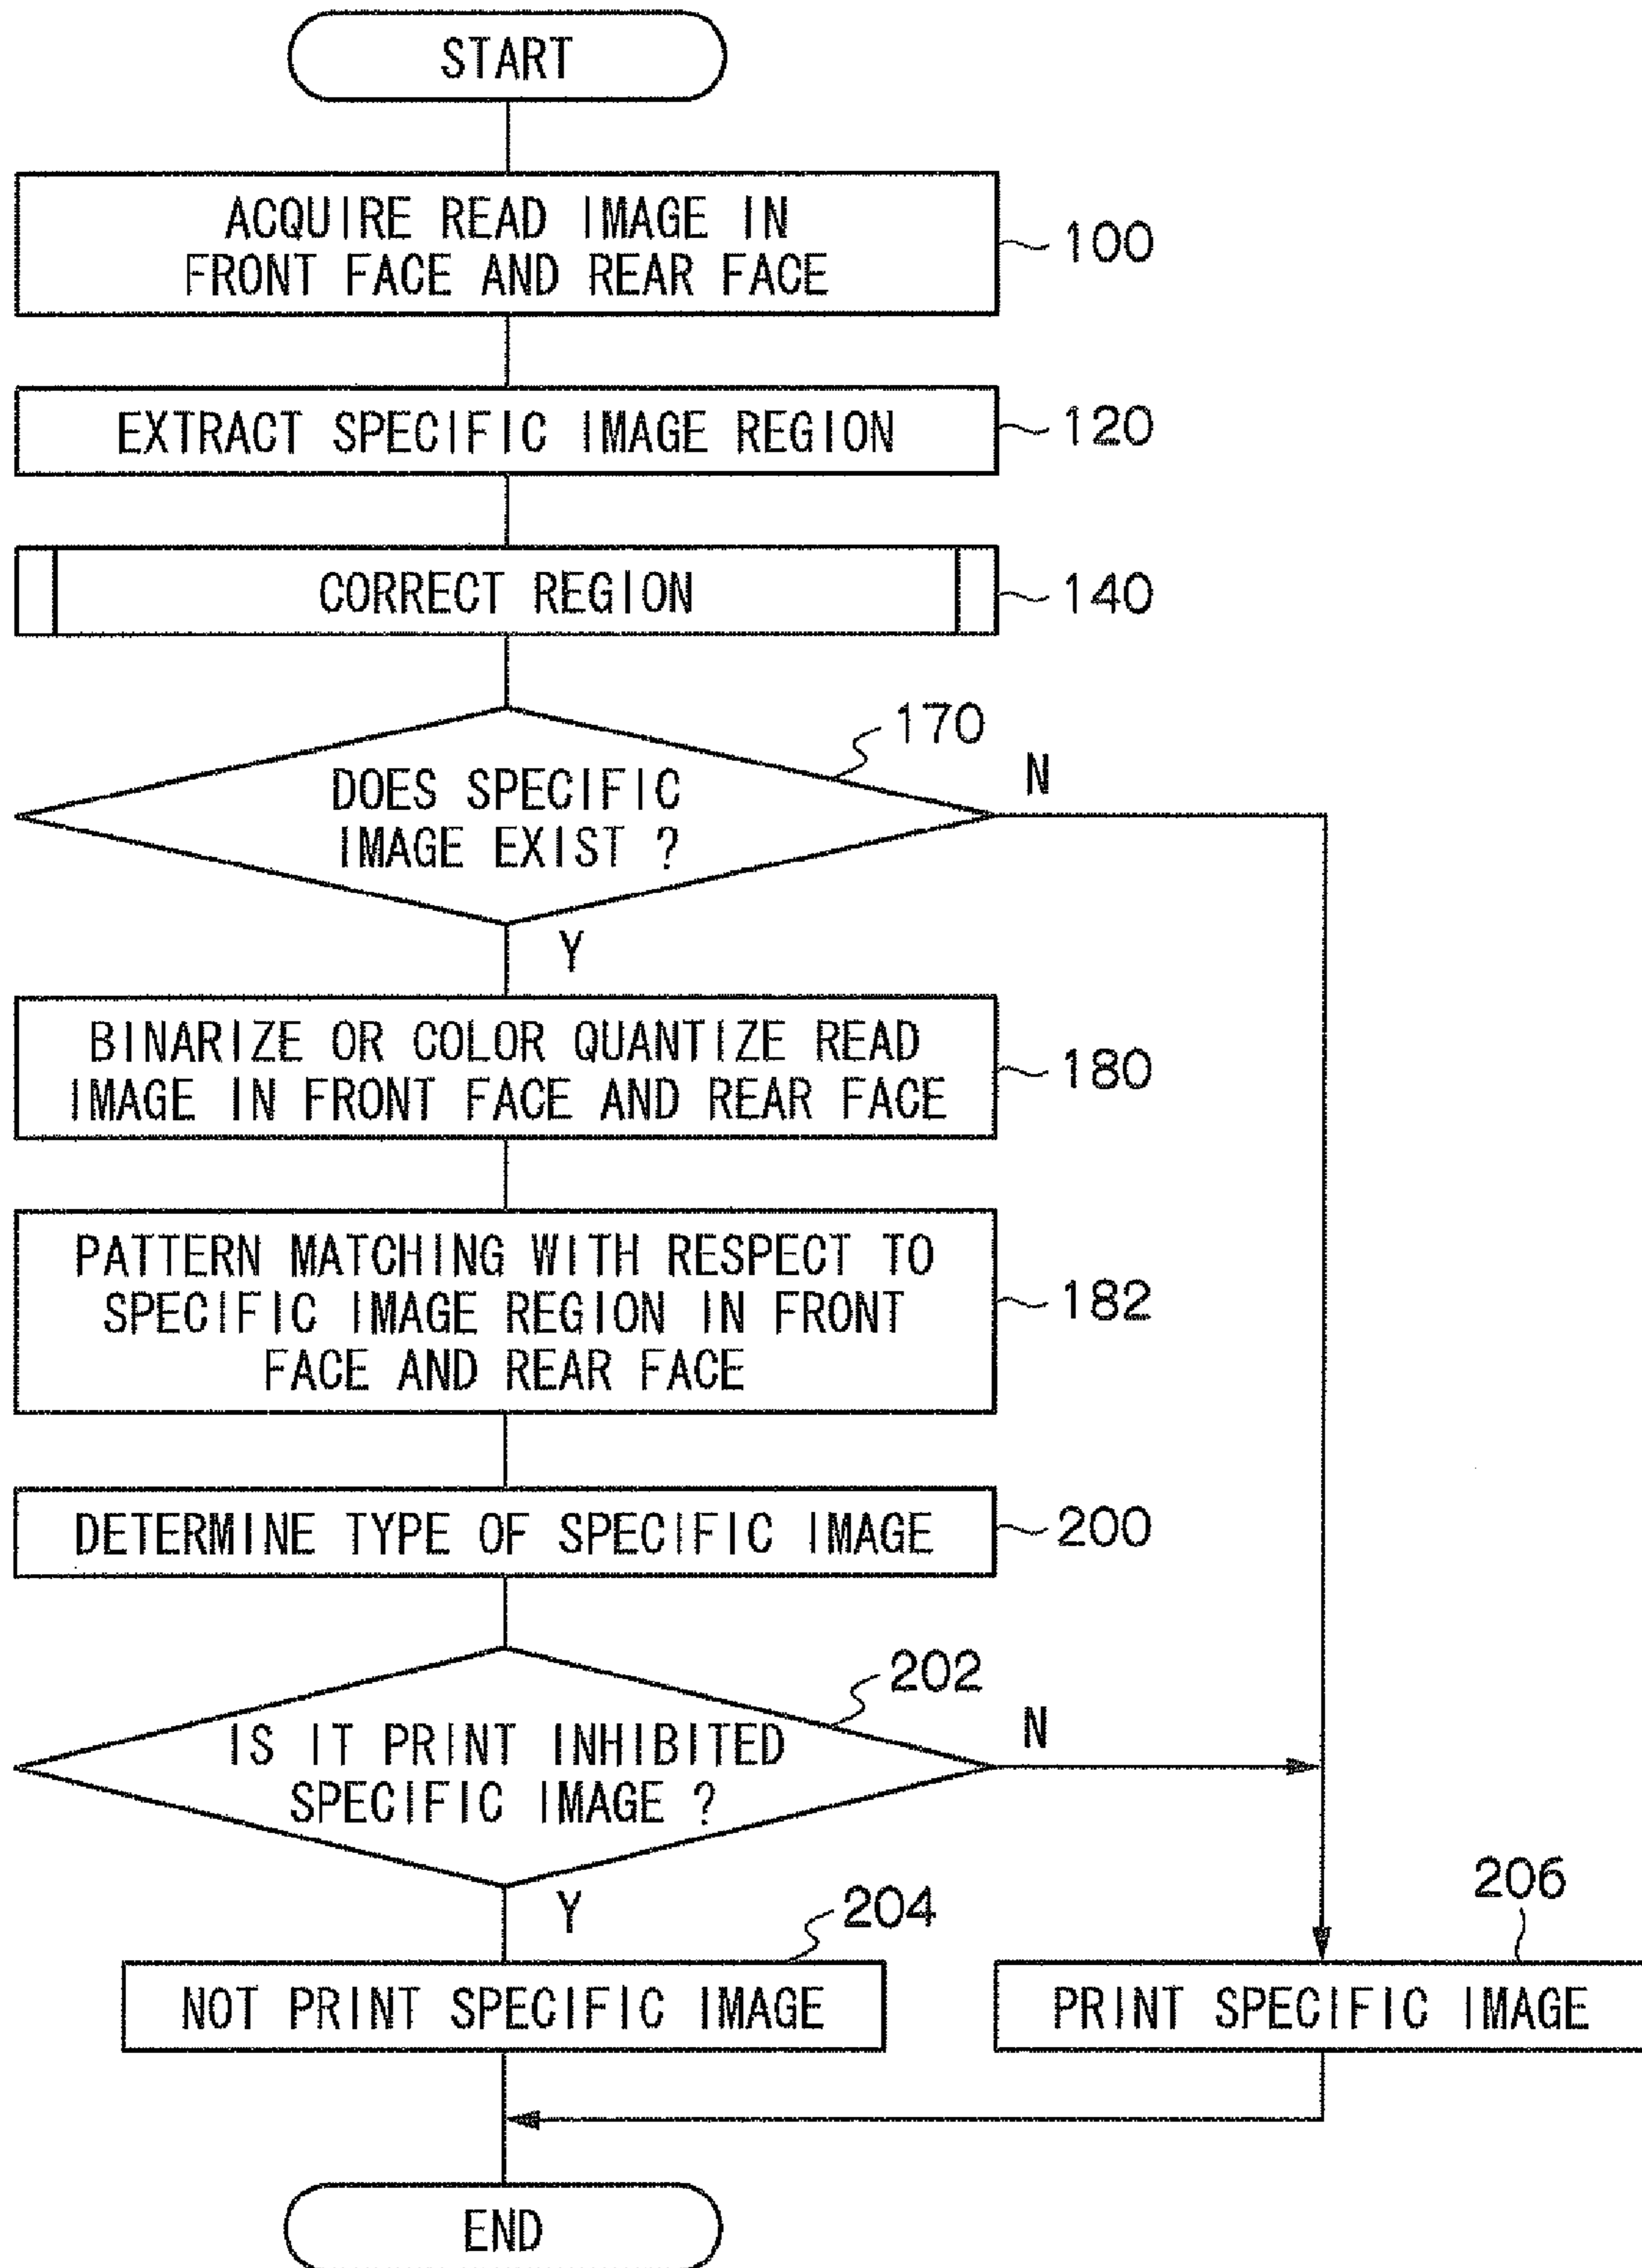 START
ACQUIRE READ IMAGE IN
FRONT FACE AND REAR FACE
100
EXTRACT SPECIFIC IMAGE REGION
120
CORRECT REGION
140
170
DOES SPECIFIC
IMAGE EXIST ?
N
Y
BINARIZE OR COLOR QUANTIZE READ
IMAGE IN FRONT FACE AND REAR FACE
180
PATTERN MATCHING WITH RESPECT TO
SPECIFIC IMAGE REGION IN FRONT
FACE AND REAR FACE
182
DETERMINE TYPE OF SPECIFIC IMAGE
200
202
IS IT PRINT INHIBITED
SPECIFIC IMAGE ?
N
Y
204
NOT PRINT SPECIFIC IMAGE
206
PRINT SPECIFIC IMAGE
END